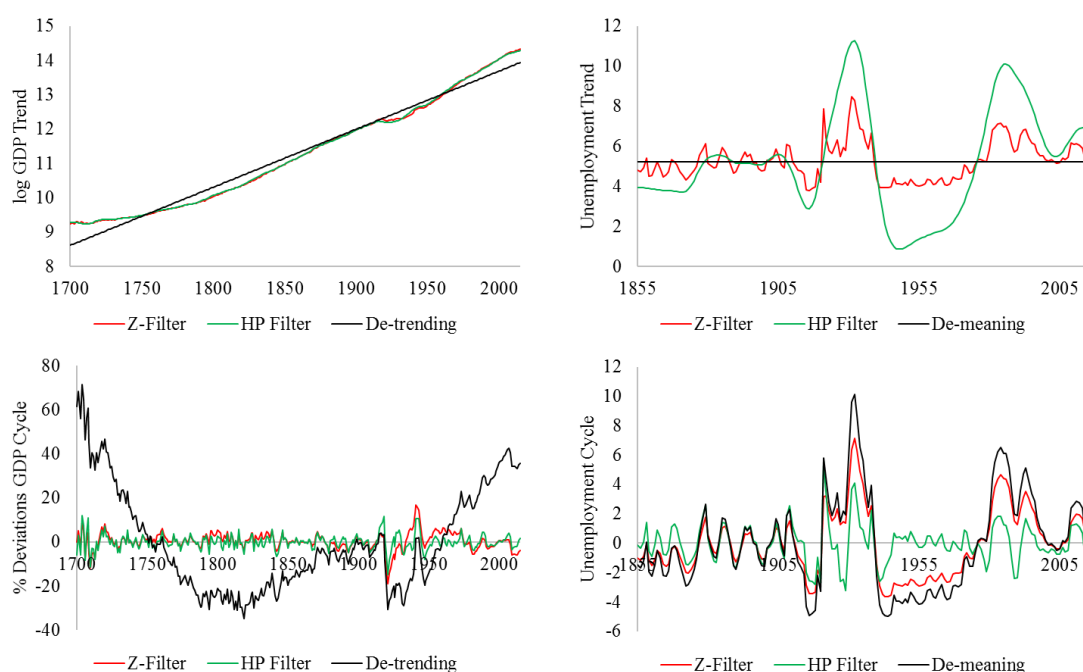 log GDP Trend
15
14
13
12
11
10
9
8
1700 1750 1800 1850 1900 1950 2000
Z-Filter HP Filter De-trending
Unemployment Trend
12
10
8
6
4
2
0
1855 1905 1955 2005
Z-Filter HP Filter De-meaning
% Deviations GDP Cycle
80
60
40
20
0
-20
-40
1700 1750 1800 1850 1900 1950 2000
Z-Filter HP Filter De-trending
Unemployment Cycle
12
10
8
6
4
2
0
-2
-4
-6
1855 1905 1955 2005
Z-Filter HP Filter De-meaning